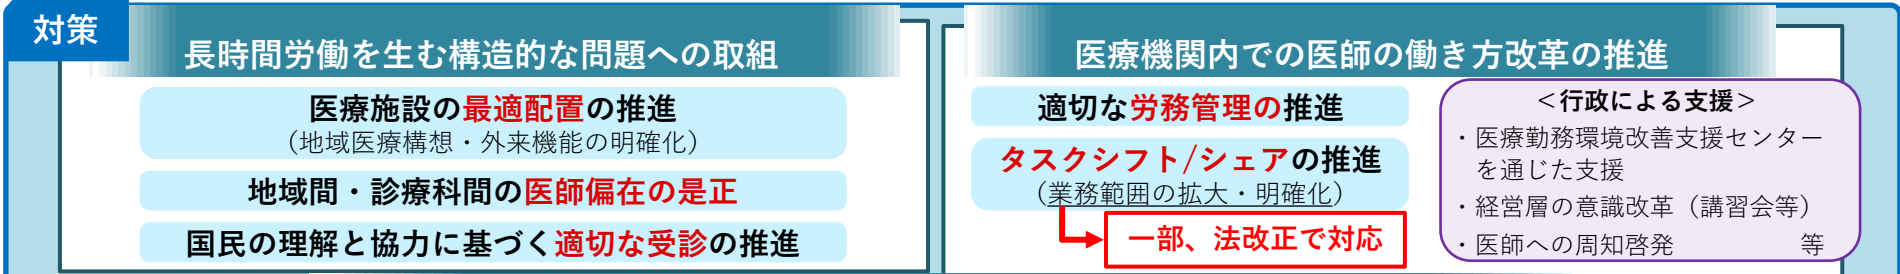 対策
長時間労働を生む構造的な問題への取組
医療施設の最適配置の推進
（地域医療構想・外来機能の明確化）
地域間・診療科間の医師偏在の是正
国民の理解と協力に基づく適切な受診の推進
医療機関内での医師の働き方改革の推進
適切な労務管理の推進
タスクシフト/シェアの推進
（業務範囲の拡大・明確化）
一部、法改正で対応
＜行政による支援＞
・医療勤務環境改善支援センター
を通じた支援
・経営層の意識改革（講習会等）
・医師への周知啓発　　　　等